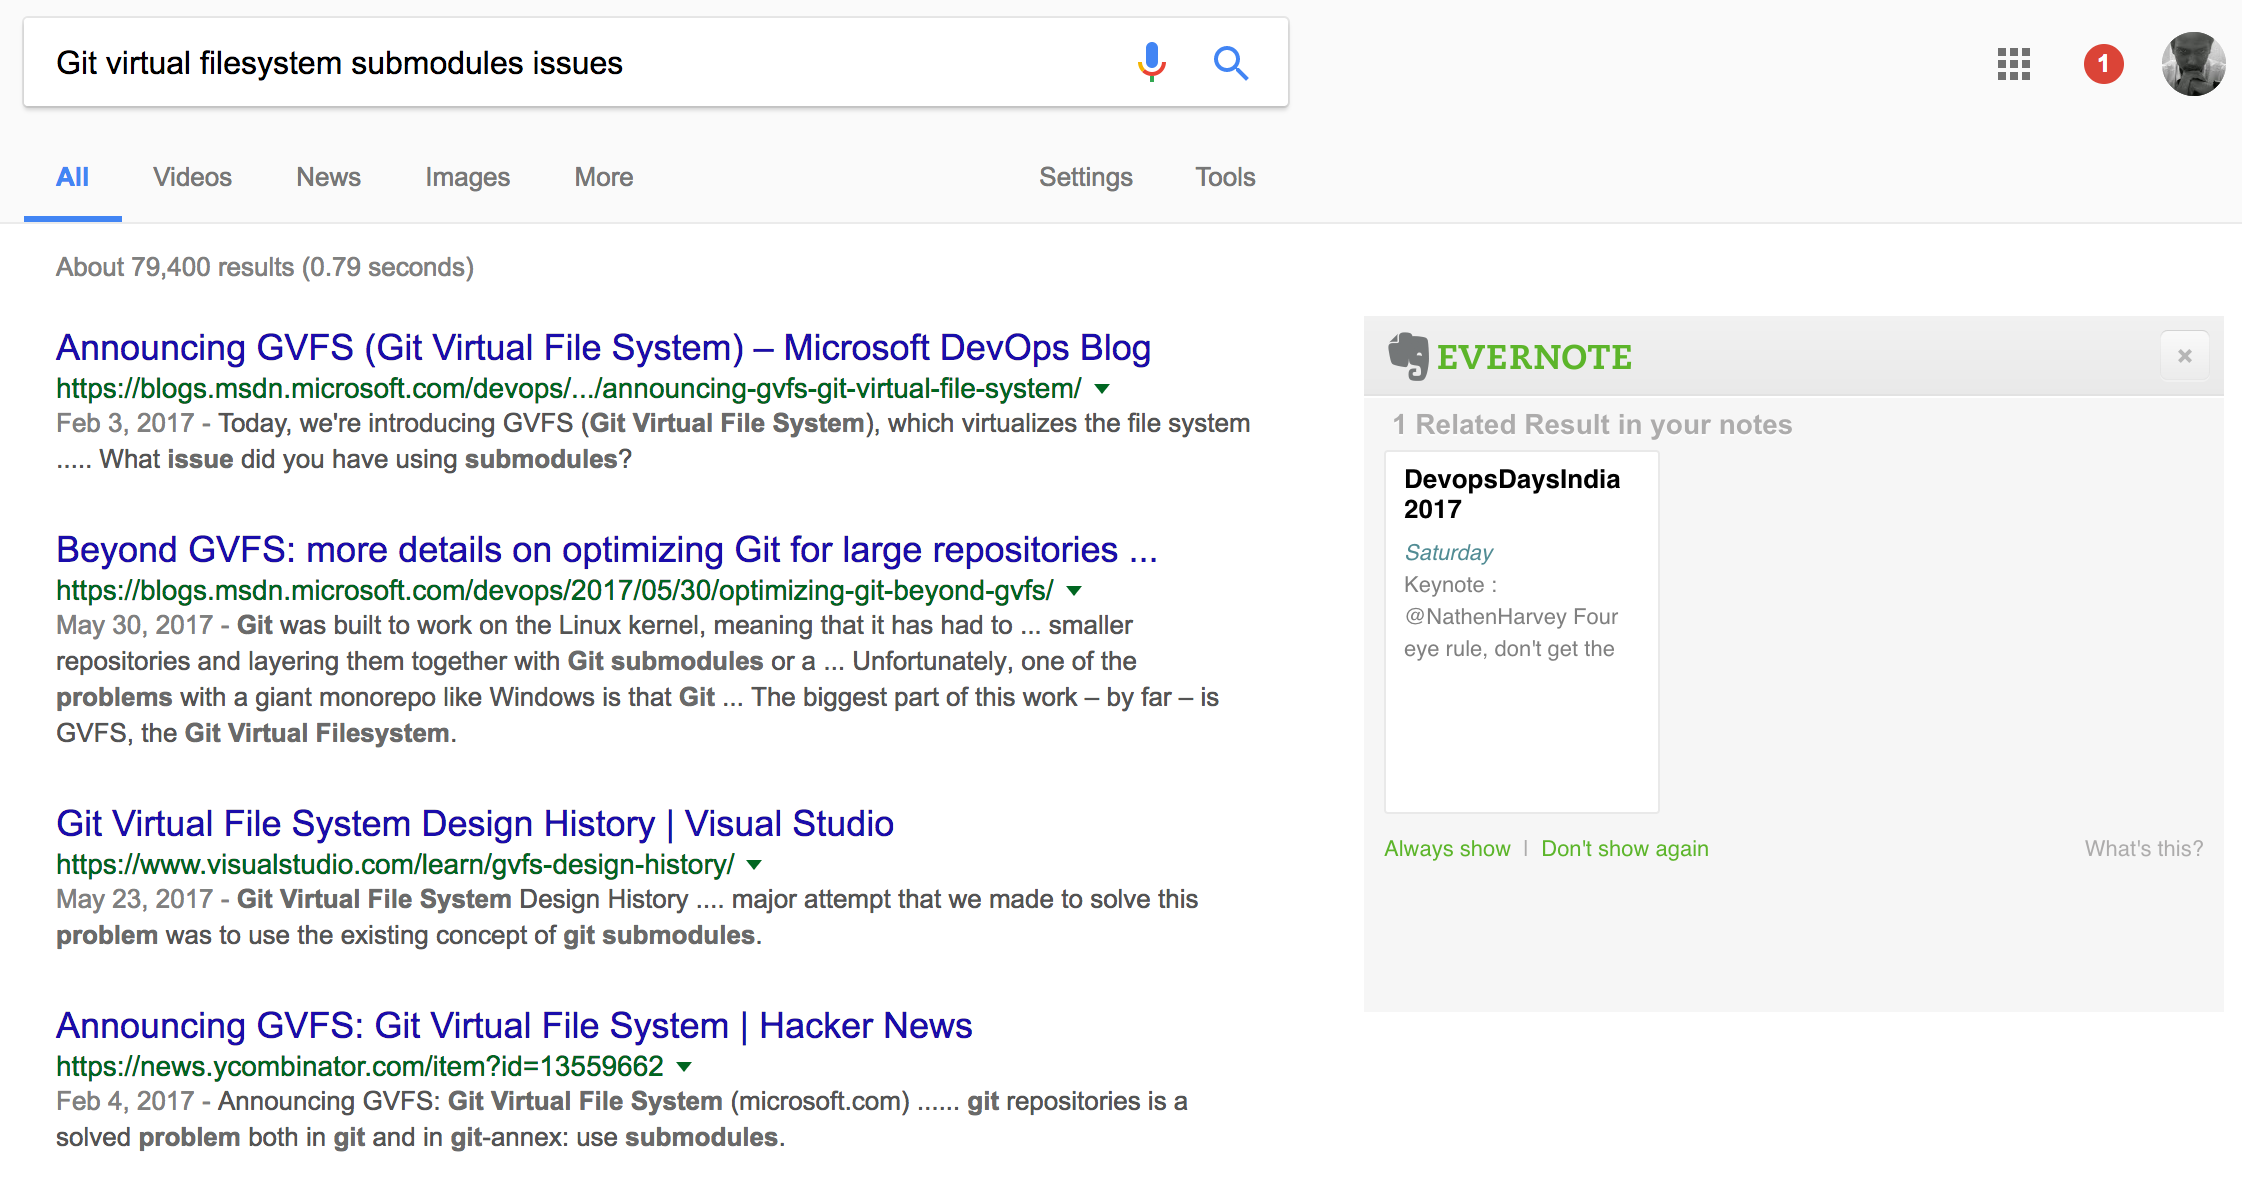 Git virtual filesystem submodules issues
1
All Videos News Images More Settings Tools
About 79,400 results (0.79 seconds)
Announcing GVFS (Git Virtual File System) – Microsoft DevOps Blog
https://blogs.msdn.microsoft.com/devops/.../announcing-gvfs-git-virtual-file-system/
Feb 3, 2017 - Today, we're introducing GVFS (Git Virtual File System), which virtualizes the file system
..... What issue did you have using submodules?
Beyond GVFS: more details on optimizing Git for large repositories ...
https://blogs.msdn.microsoft.com/devops/2017/05/30/optimizing-git-beyond-gvfs/
May 30, 2017 - Git was built to work on the Linux kernel, meaning that it has had to ... smaller
repositories and layering them together with Git submodules or a ... Unfortunately, one of the
problems with a giant monorepo like Windows is that Git ... The biggest part of this work – by far – is
GVFS, the Git Virtual Filesystem.
Git Virtual File System Design History | Visual Studio
https://www.visualstudio.com/learn/gvfs-design-history/
May 23, 2017 - Git Virtual File System Design History .... major attempt that we made to solve this
problem was to use the existing concept of git submodules.
Announcing GVFS: Git Virtual File System | Hacker News
https://news.ycombinator.com/item?id=13559662
Feb 4, 2017 - Announcing GVFS: Git Virtual File System (microsoft.com) ...... git repositories is a
solved problem both in git and in git-annex: use submodules.
EVERNOTE
1 Related Result in your notes
DevopsDaysIndia
2017
Saturday
Keynote :
@NathenHarvey Four
eye rule, don't get the
Always show | Don't show again What's this?